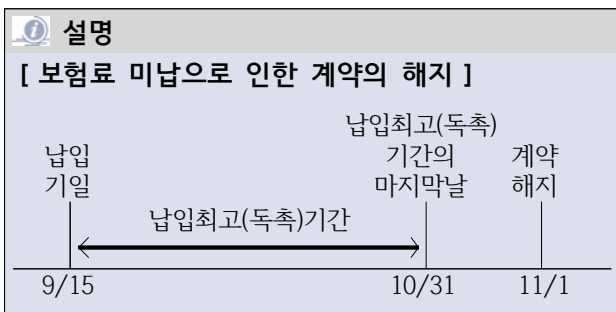 설명
[ 보험료 미납으로 인한 계약의 해지 ]
납입
기일
납입최고(독촉)
기간의
마지막날
계약
해지
납입최고(독촉)기간
9/15
10/31
11/1